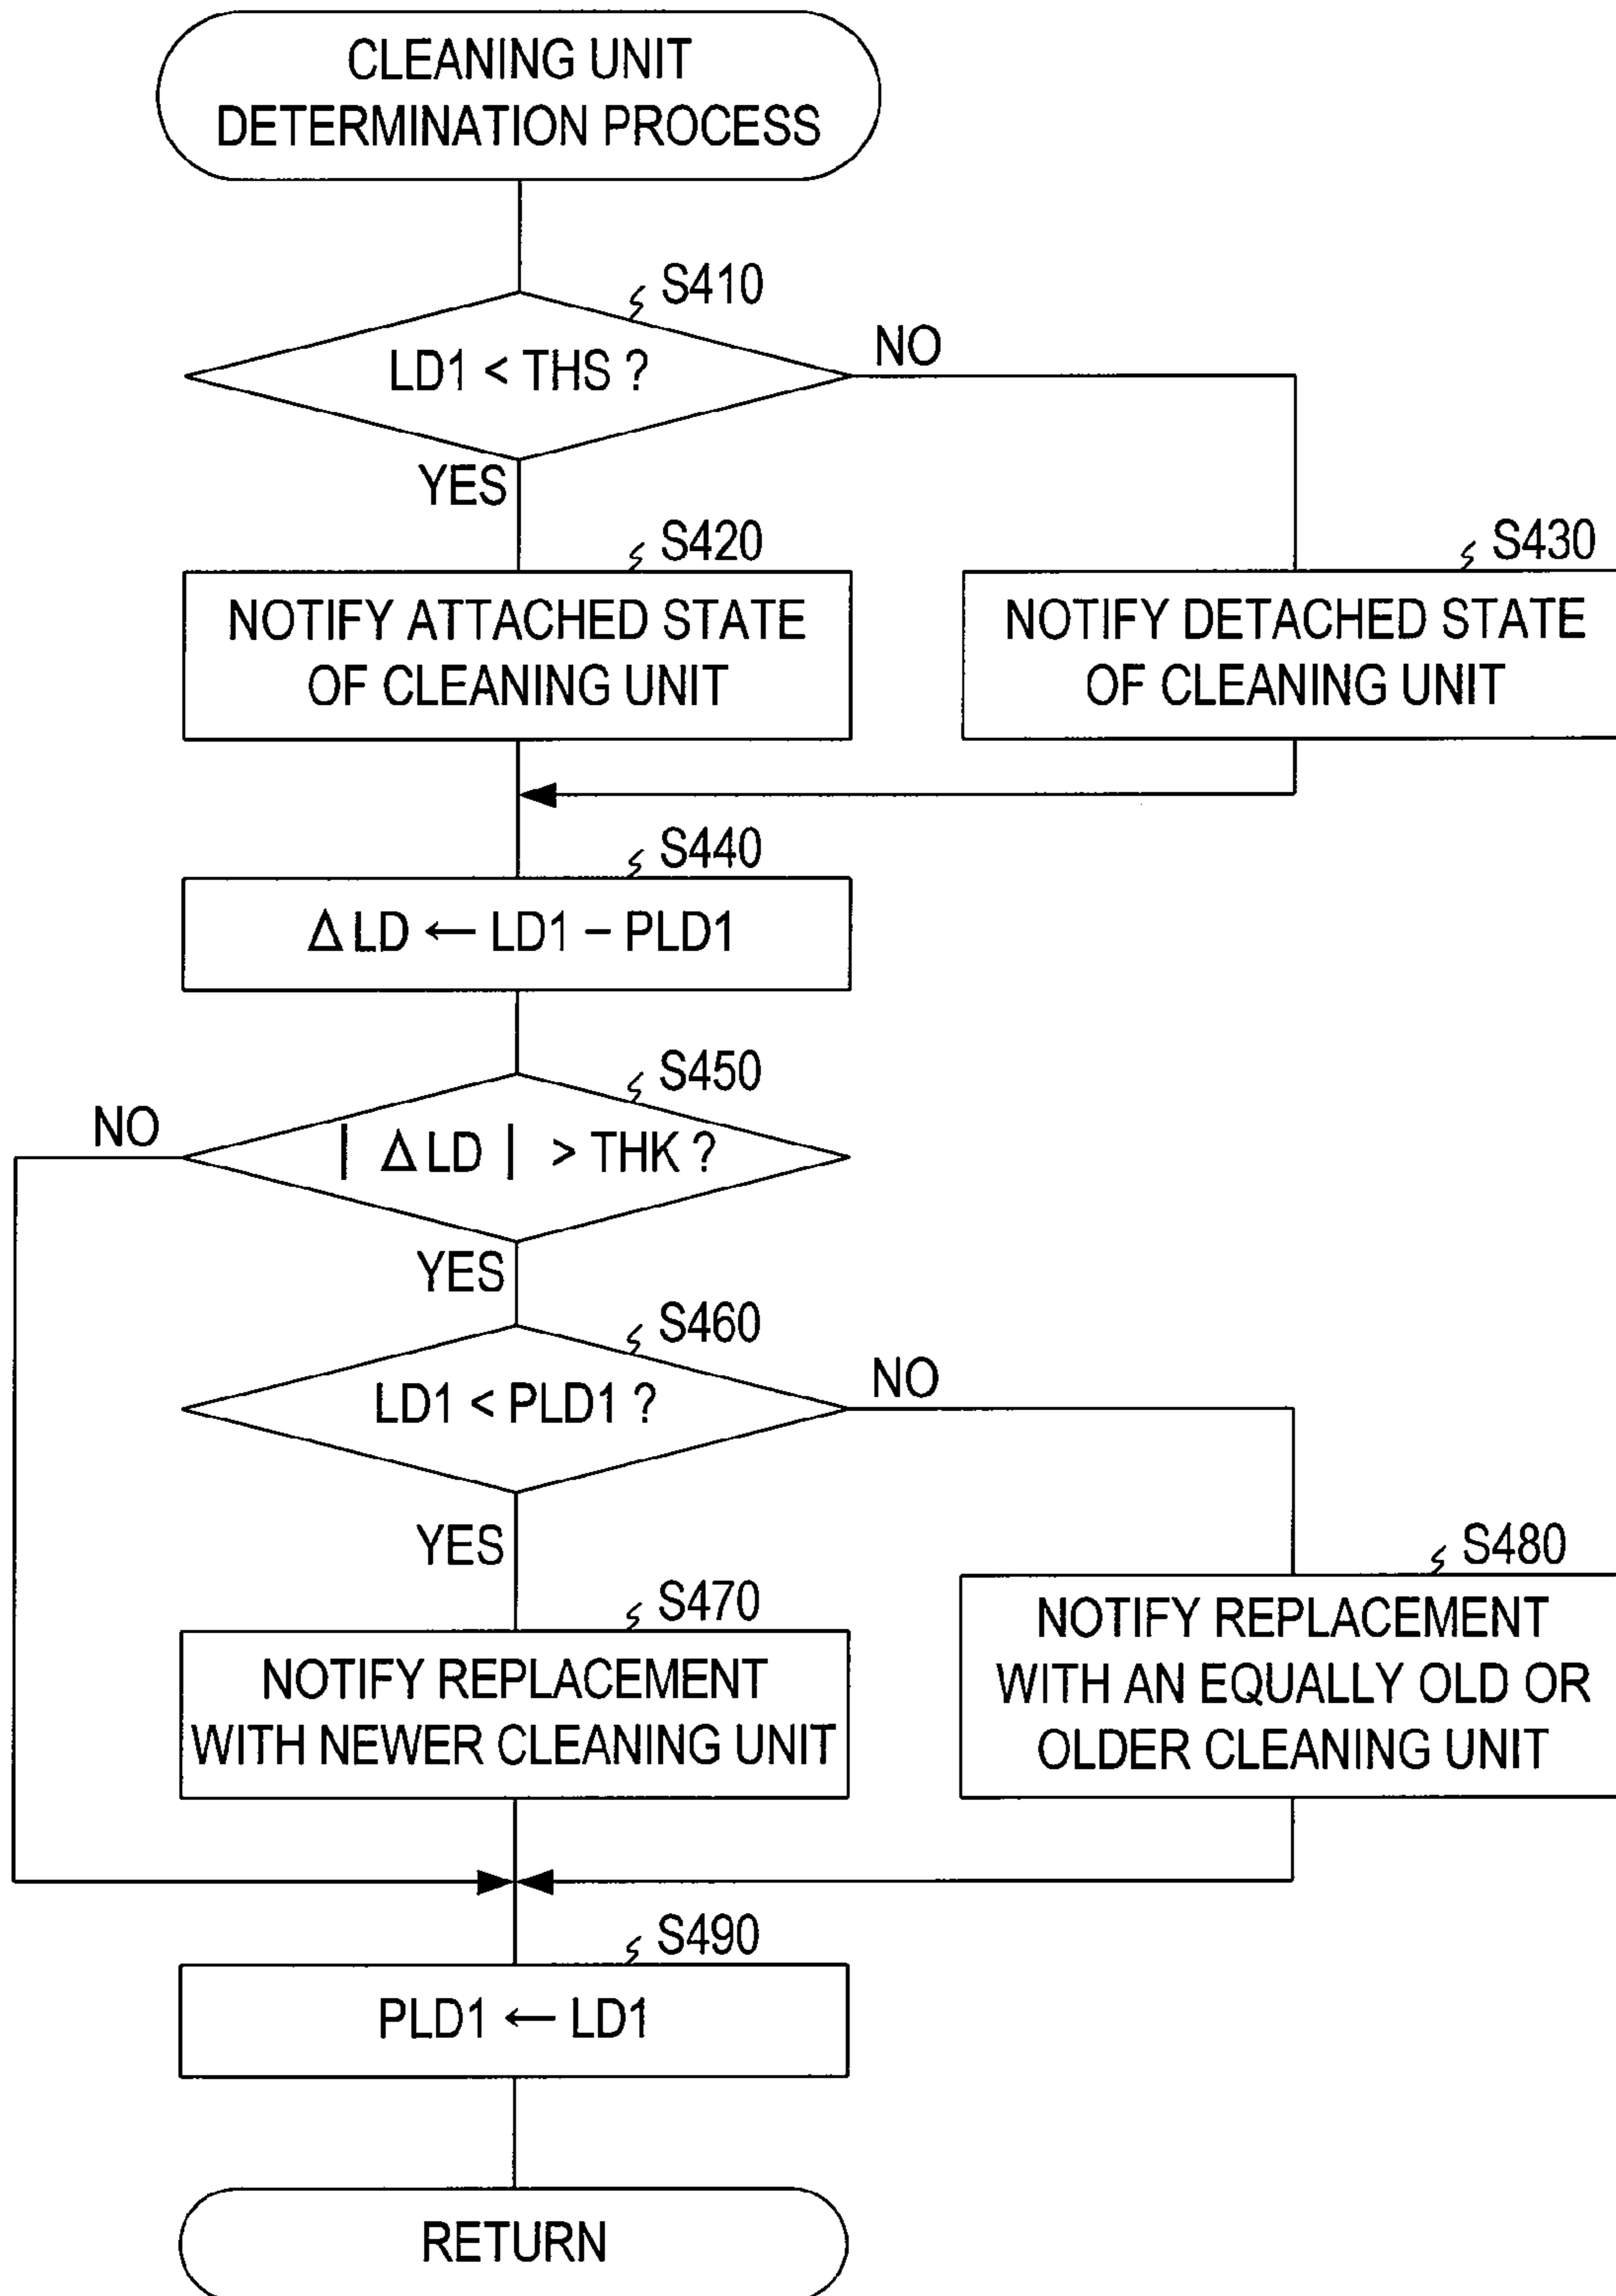 CLEANING UNIT
DETERMINATION PROCESS
S410
LD1 < THS ?
NO
YES
S420
NOTIFY ATTACHED STATE
OF CLEANING UNIT
S430
NOTIFY DETACHED STATE
OF CLEANING UNIT
S440
Δ LD ← LD1 – PLD1
S450
NO
| Δ LD | > THK ?
YES
S460
LD1 < PLD1 ?
NO
YES
S470
NOTIFY REPLACEMENT
WITH NEWER CLEANING UNIT
S480
NOTIFY REPLACEMENT
WITH AN EQUALLY OLD OR
OLDER CLEANING UNIT
S490
PLD1 ← LD1
RETURN